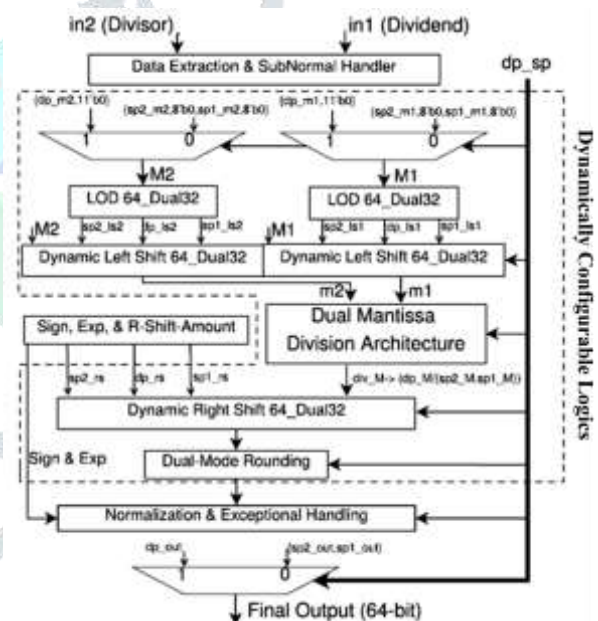 in2 (Divisor)
in1 (Dividend)
Data Extraction & SubNormal Handler
dp_sp
{dp_m2,11'b0}
{sp2_m2,8'b0,sp1_m2,8'b0}
{dp_m1,11'b0}
{sp2_m1,8'b0,sp1_m1,8'b0}
1
0
1
0
M2
M1
LOD 64_Dual32
LOD 64_Dual32
M2
sp2_ls2
dp_ls2
sp1_ls2
M1
sp2_ls1
dp_ls1
sp1_ls1
Dynamic Left Shift 64_Dual32
Dynamic Left Shift 64_Dual32
m2
m1
Sign, Exp, & R-Shift-Amount
Dual Mantissa
Division Architecture
sp2_rs
dp_rs
sp1_rs
div_M-> {dp_M/{sp2_M,sp1_M}}
Dynamic Right Shift 64_Dual32
Sign & Exp
Dual-Mode Rounding
Normalization & Exceptional Handling
dp_out
{sp2_out,sp1_out}
1
0
Final Output (64-bit)
Dynamically Configurable Logics